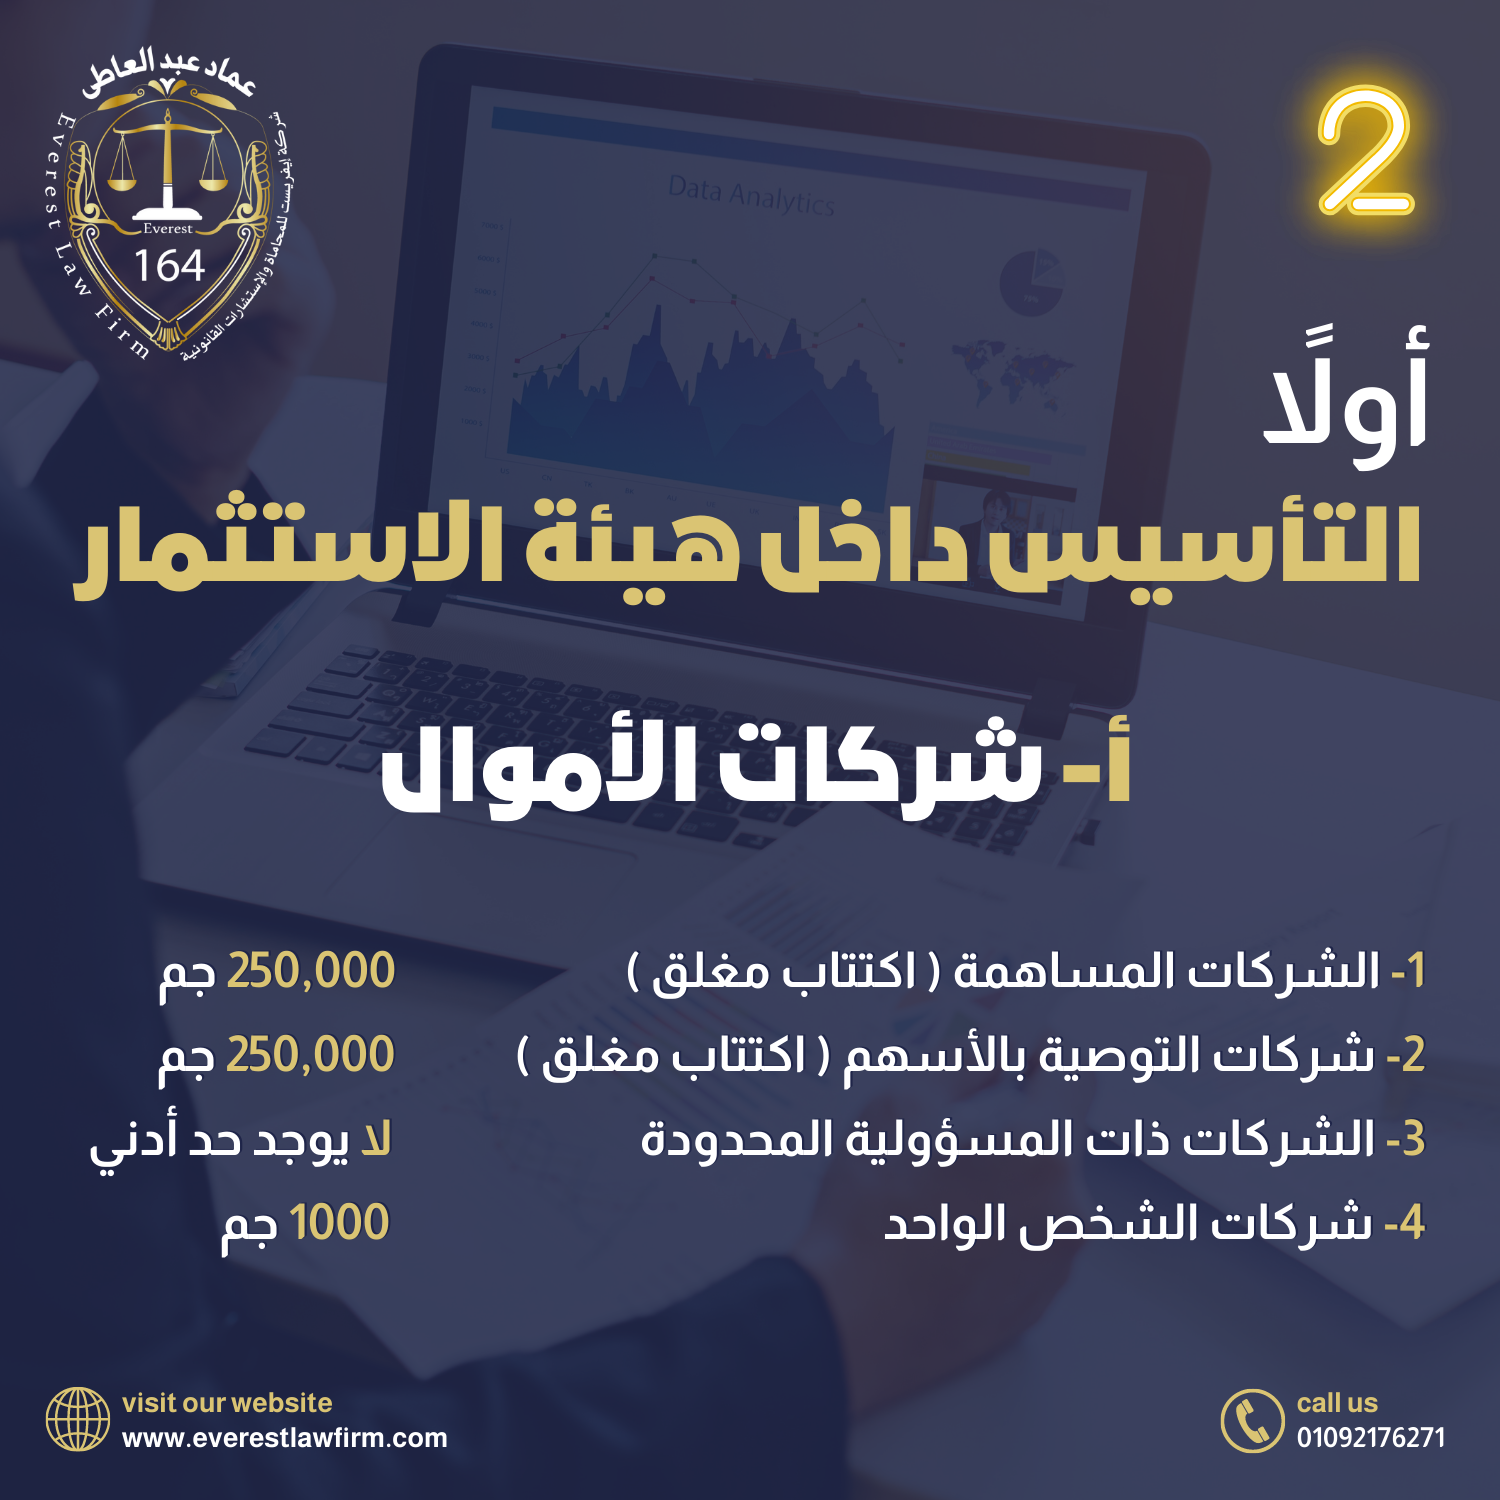 عماد عبد العاطى
Everest Law Firm
شركة إيفريست للمحاماة والإستشارات القانونية
Everest
164
2
Data Analytics
أولًا
التأسيس داخل هيئة الاستثمار
أ- شركات الأموال
1- الشركات المساهمة ( اكتتاب مغلق ) 250,000 جم
2- شركات التوصية بالأسهم ( اكتتاب مغلق ) 250,000 جم
3- الشركات ذات المسؤولية المحدودة لا يوجد حد أدني
4- شركات الشخص الواحد 1000 جم
visit our website
www.everestlawfirm.com
call us
01092176271